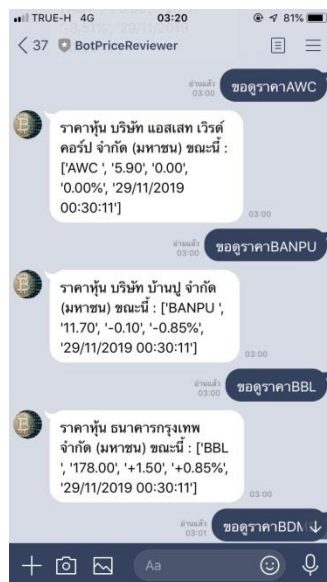 TRUE-H 4G 03:20 81%
37 BotPriceReviewer
อ่านแล้ว
03:00
ขอดูราคาAWC
ราคาหุ้น บริษัท แอสเสท เวิรด์
คอร์ป จำกัด (มหาชน) ขณะนี้ :
['AWC ', '5.90', '0.00',
'0.00%', '29/11/2019
00:30:11']
03:00
อ่านแล้ว
03:00
ขอดูราคาBANPU
ราคาหุ้น บริษัท บ้านปู จำกัด
(มหาชน) ขณะนี้ : ['BANPU ',
'11.70', '-0.10', '-0.85%',
'29/11/2019 00:30:11']
03:00
อ่านแล้ว
03:00
ขอดูราคาBBL
ราคาหุ้น ธนาคารกรุงเทพ
จำกัด (มหาชน) ขณะนี้ : ['BBL
', '178.00', '+1.50', '+0.85%',
'29/11/2019 00:30:11']
03:00
อ่านแล้ว
03:01
ขอดูราคาBDM
Aa